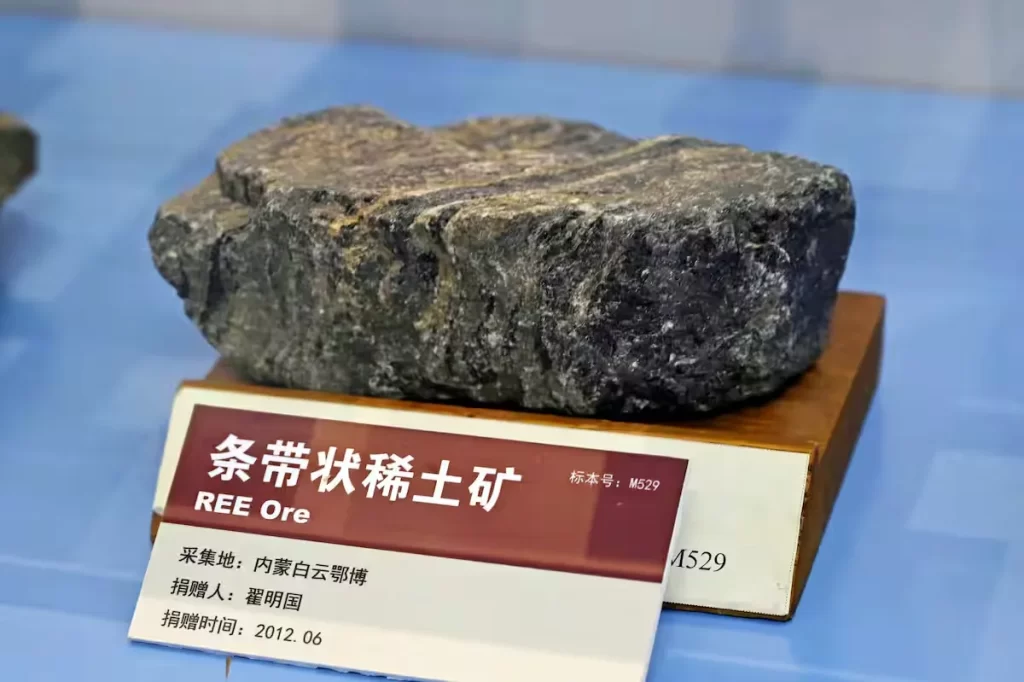 条带状稀土矿
标本号：M529
REE Ore
采集地：内蒙白云鄂博
捐赠人：翟明国
捐赠时间：2012.06
M529